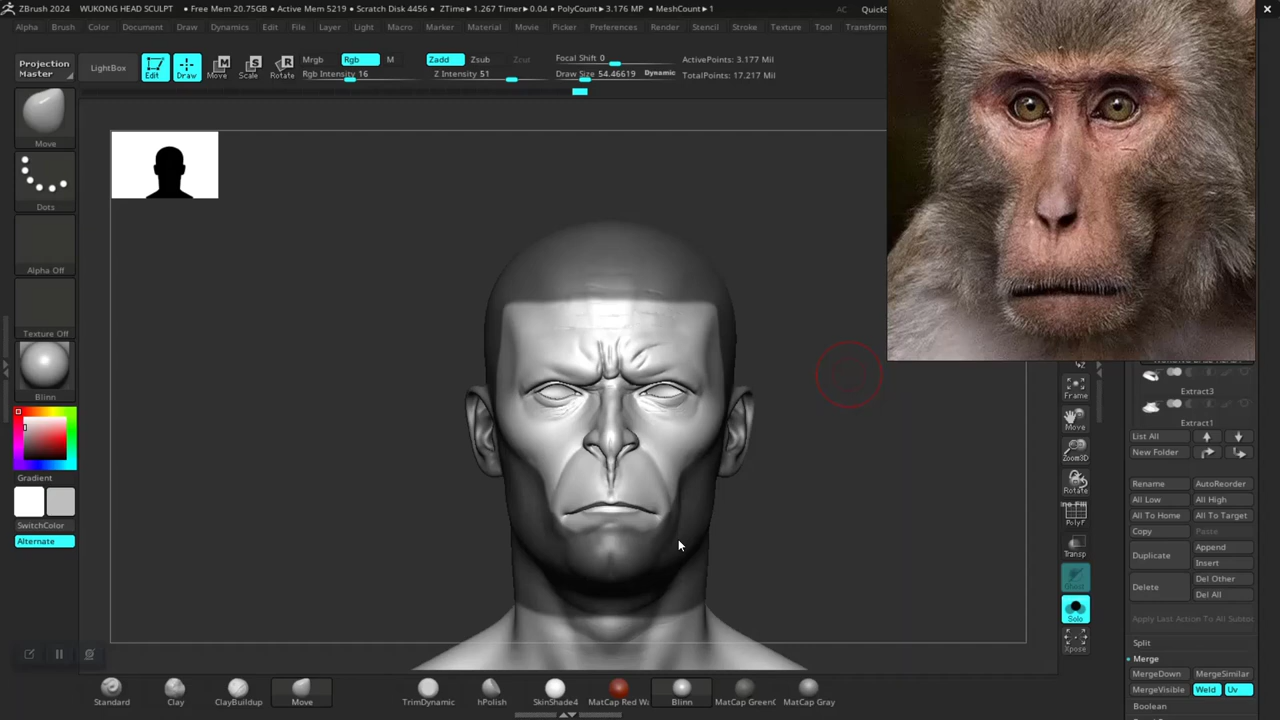 ZBrush 2024 WUKONG HEAD SCULPT • Free Mem 20.75GB • Active Mem 5219 • Scratch Disk 4456 • ZTime▸1.267 Timer▸0.04 • PolyCount▸3.176 MP • MeshCount▸1 AC
Alpha Brush Color Document Draw Dynamics Edit File Layer Light Macro Marker Material Movie Picker Preferences Render Stencil Stroke Texture Tool
Projection Master
LightBox
Edit Draw Move Scale Rotate
Mrgb Rgb M
Rgb Intensity 16
Zadd Zsub Zcut
Z Intensity 51
Focal Shift 0
Draw Size 54.46619 Dynamic
ActivePoints: 3.177 Mil
TotalPoints: 17.217 Mil
Move
Dots
Alpha Off
Texture Off
Blinn
Gradient
SwitchColor
Alternate
Frame
Move
Zoom3D
Rotate
PolyF
Transp
Ghost
Solo
Xpose
Extract3
Extract1
List All
New Folder
Rename AutoReorder
All Low All High
All To Home All To Target
Copy Paste
Duplicate Append
Insert
Delete Del Other
Del All
Split
Merge
MergeDown MergeSimilar
MergeVisible Weld Uv
Boolean
Standard Clay ClayBuildup Move TrimDynamic hPolish SkinShade4 MatCap Red Wa Blinn MatCap GreenC MatCap Gray